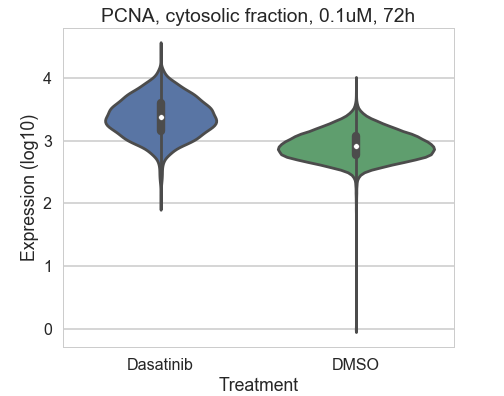 PCNA, cytosolic fraction, 0.1uM, 72h
Expression (log10)
4
3
2
1
0
Dasatinib
DMSO
Treatment